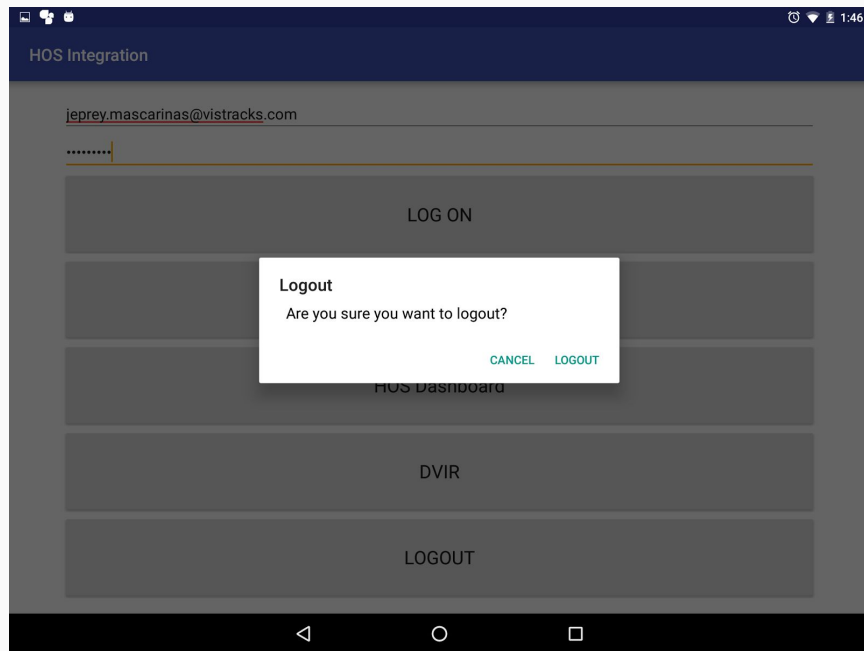 1:46
HOS Integration
jeprey.mascarinas@vistracks.com
•••••••••
LOG ON
Logout
Are you sure you want to logout?
CANCEL LOGOUT
HOS Dashboard
DVIR
LOGOUT